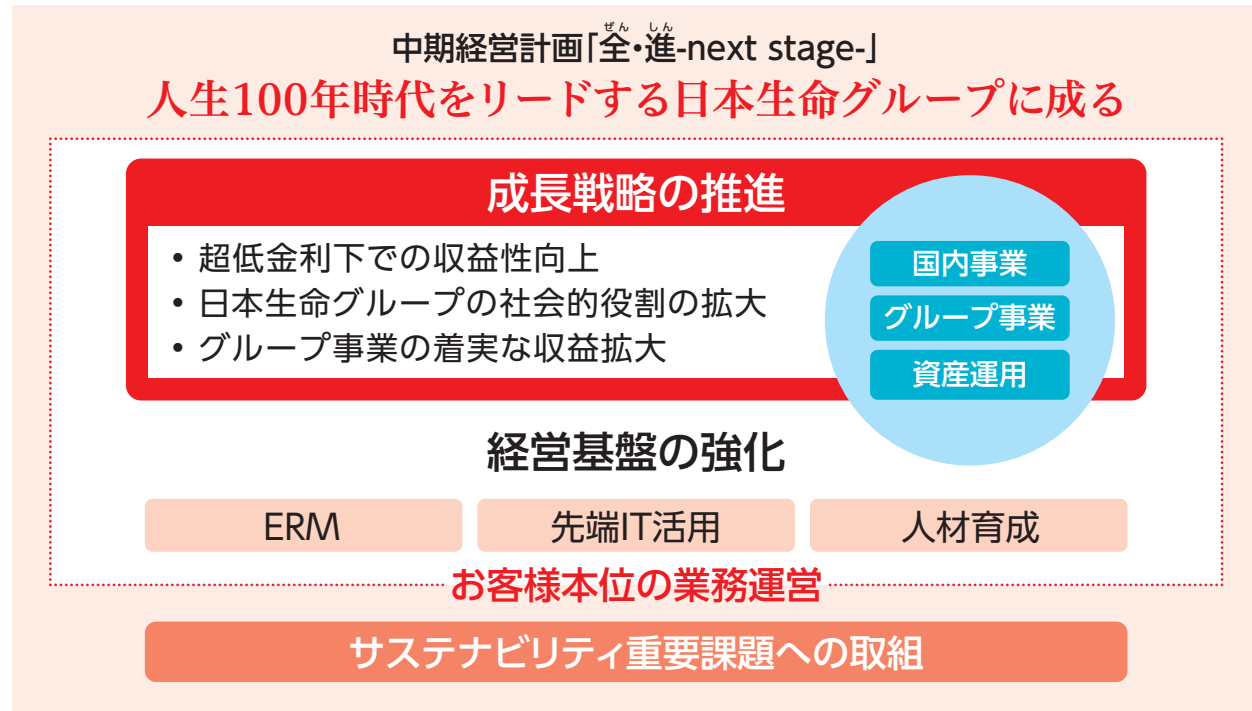 中期経営計画「全・進-next stage-」
ぜん しん
人生100年時代をリードする日本生命グループに成る
成長戦略の推進
• 超低金利下での収益性向上
• 日本生命グループの社会的役割の拡大
• グループ事業の着実な収益拡大
国内事業
グループ事業
資産運用
経営基盤の強化
ERM
先端IT活用
人材育成
お客様本位の業務運営
サステナビリティ重要課題への取組